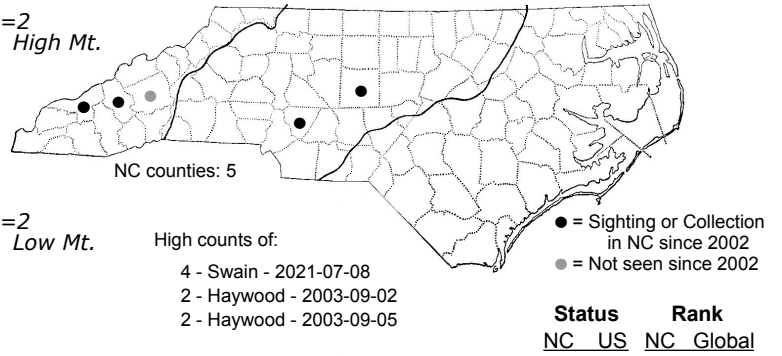 =2
High Mt.
NC counties: 5
=2
Low Mt.
High counts of:
4 - Swain - 2021-07-08
2 - Haywood - 2003-09-02
2 - Haywood - 2003-09-05
● = Sighting or Collection
in NC since 2002
● = Not seen since 2002
Status Rank
NC US NC Global